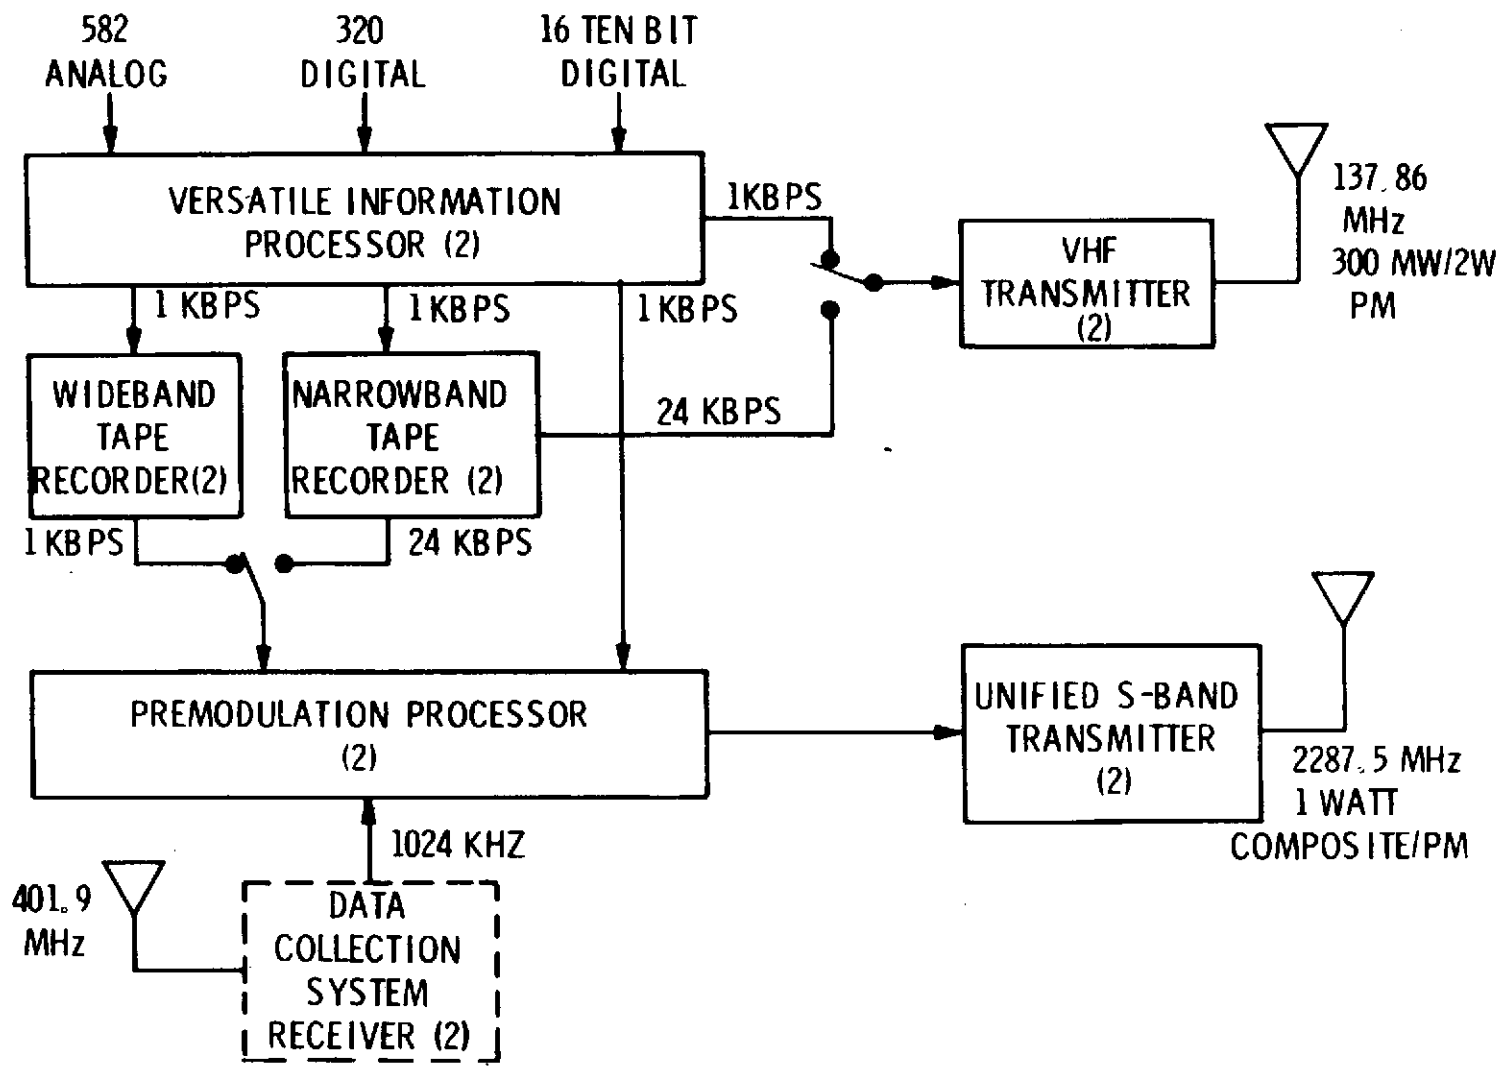 582
ANALOG
320
DIGITAL
16 TEN BIT
DIGITAL
VERSATILE INFORMATION
PROCESSOR (2)
1KBPS
VHF
TRANSMITTER
(2)
137.86
MHz
300 MW/2W
PM
1 KBPS
1 KBPS
1 KBPS
WIDEBAND
TAPE
RECORDER(2)
NARROWBAND
TAPE
RECORDER (2)
24 KBPS
1 KBPS
24 KBPS
PREMODULATION PROCESSOR
(2)
UNIFIED S-BAND
TRANSMITTER
(2)
2287.5 MHz
1 WATT
COMPOSITE/PM
1024 KHZ
401.9
MHz
DATA
COLLECTION
SYSTEM
RECEIVER (2)